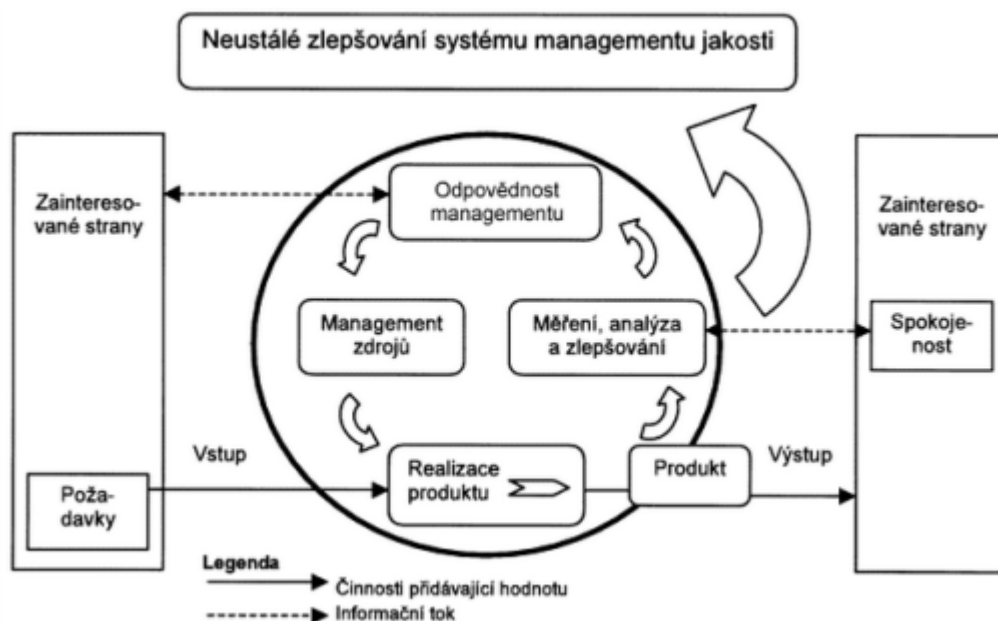 Neustálé zlepšování systému managementu jakosti
Zaintereso-
vané strany
Odpovědnost
managementu
Zaintereso-
vané strany
Management
zdrojů
Měření, analýza
a zlepšování
Spokoje-
nost
Vstup
Realizace
produktu
Produkt
Výstup
Poža-
davky
Legenda
Činnosti přidávající hodnotu
Informační tok